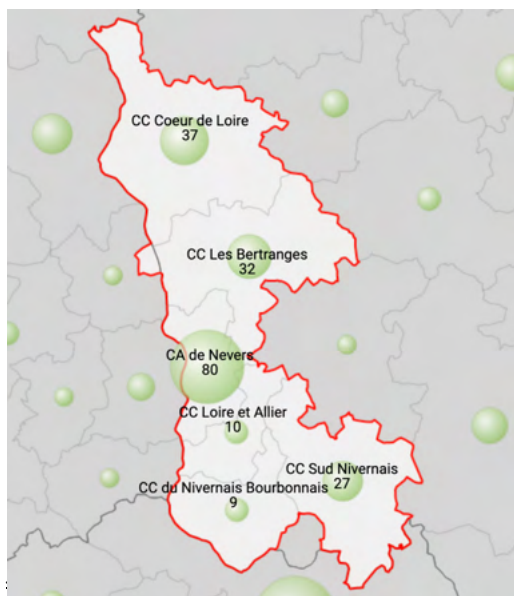 CC Coeur de Loire
37
CC Les Bertranges
32
CA de Nevers
80
CC Loire et Allier
10
CC Sud Nivernais
27
CC du Nivernais Bourbonnais
9